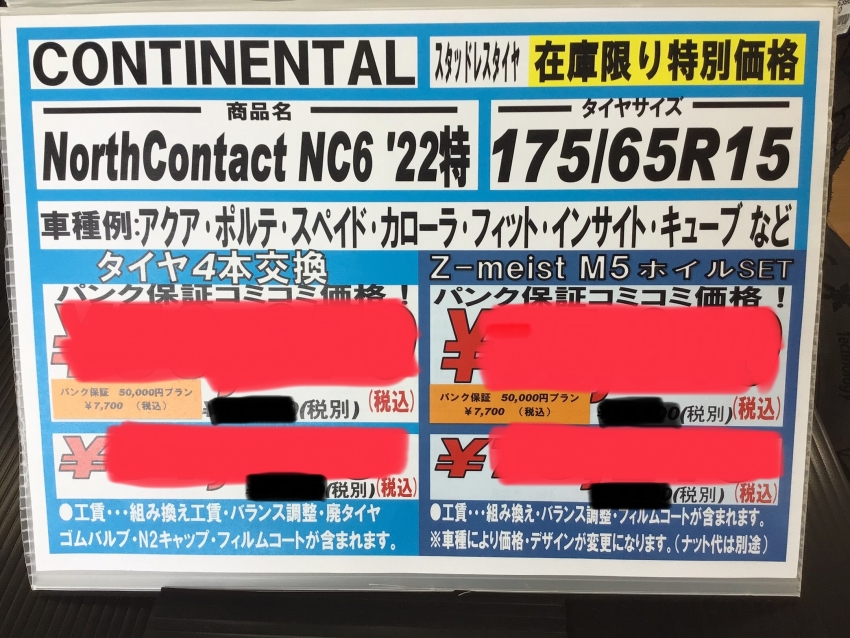 CONTINENTAL
スタッドレスタイヤ 在庫限り特別価格
商品名
NorthContact NC6 '22特
タイヤサイズ
175/65R15
車種例:アクア・ポルテ・スペイド・カローラ・フィット・インサイト・キューブ など
タイヤ4本交換
パンク保証コミコミ価格！
パンク保証 50,000円プラン
￥7,700 （税込）
(税別)
(税込)
(税別)
(税込)
●工賃･･･組み換え工賃・バランス調整・廃タイヤ
ゴムバルブ・N2キャップ・フィルムコートが含まれます。
Z-meist M5 ホイルSET
パンク保証コミコミ価格！
パンク保証 50,000円プラン
￥7,700 （税込）
(税別)
(税込)
(税別)
(税込)
●工賃･･･組み換え・バランス調整・フィルムコートが含まれます。
※車種により価格・デザインが変更になります。（ナット代は別途）